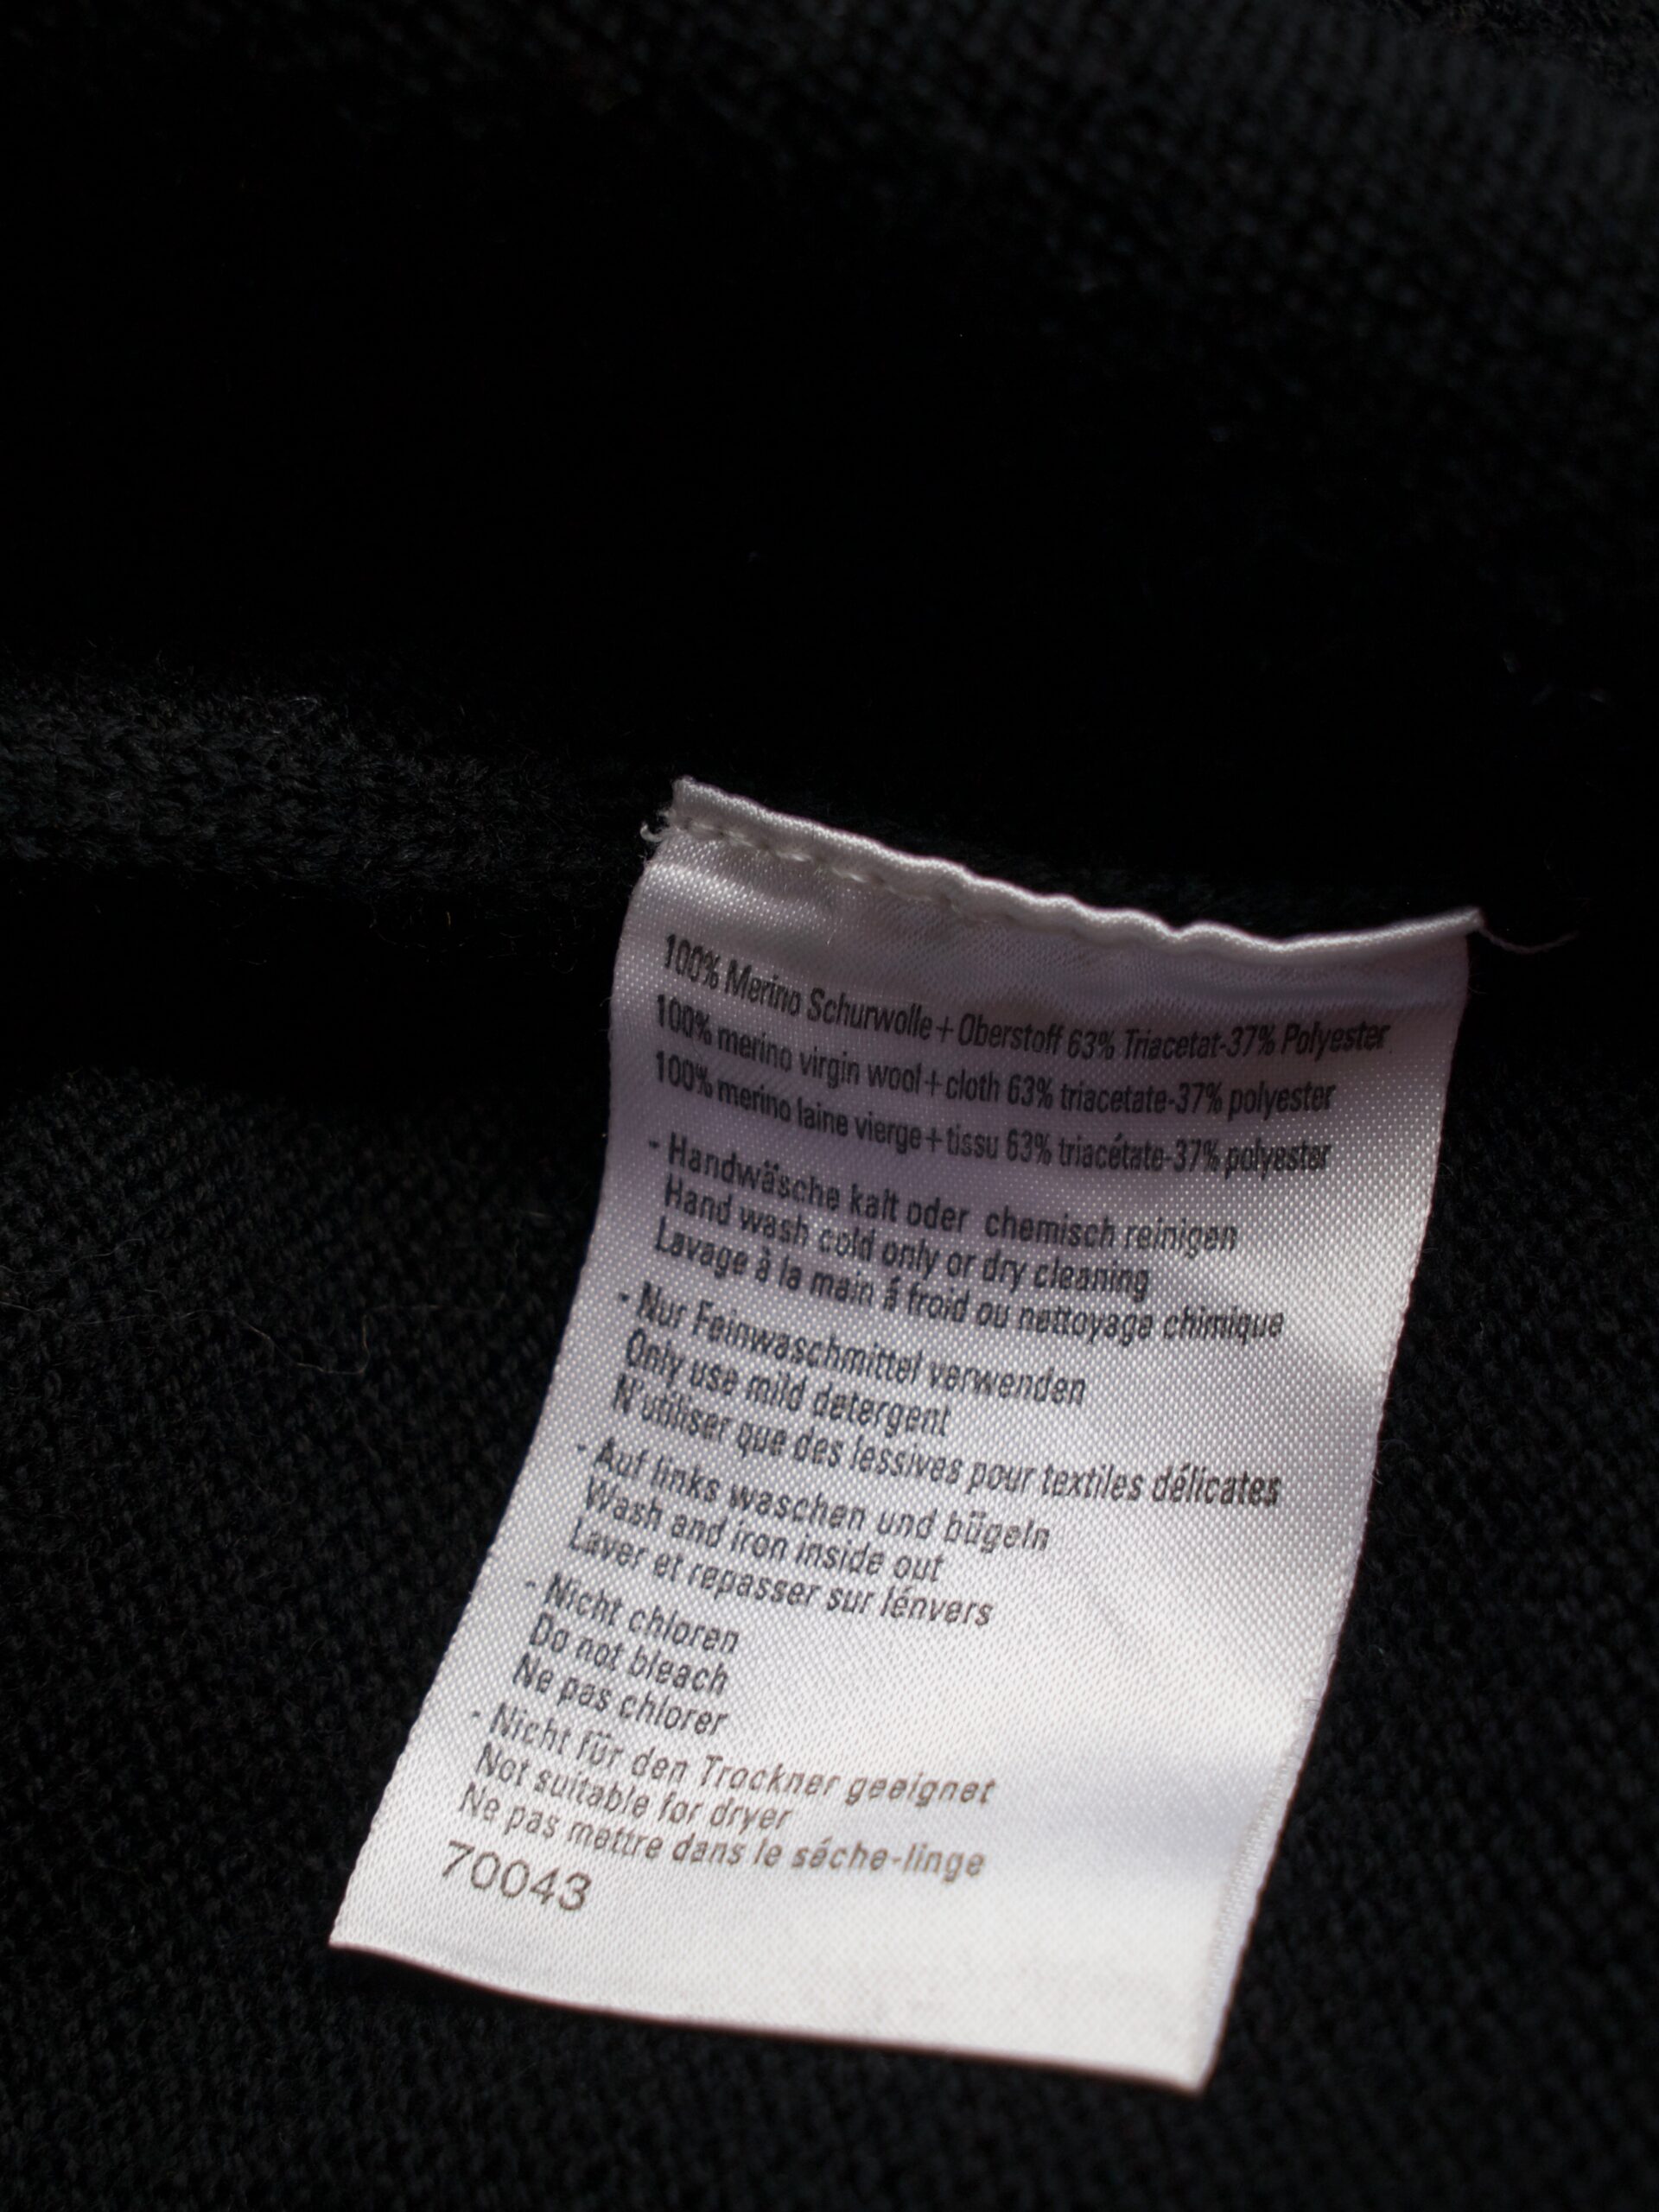 100% Merino Schurwolle + Oberstoff 63% Triacetat-37% Polyester
100% merino virgin wool + cloth 63% triacetate-37% polyester
100% merino laine vierge + tissu 63% triacétate-37% polyester
- Handwäsche kalt oder chemisch reinigen
Hand wash cold only or dry cleaning
Lavage à la main á froid ou nettoyage chimique
- Nur Feinwaschmittel verwenden
Only use mild detergent
N'utiliser que des lessives pour textiles délicates
- Auf links waschen und bügeln
Wash and iron inside out
Laver et repasser sur lénvers
- Nicht chloren
Do not bleach
Ne pas chlorer
- Nicht für den Trockner geeignet
Not suitable for dryer
Ne pas mettre dans le séche-linge
70043